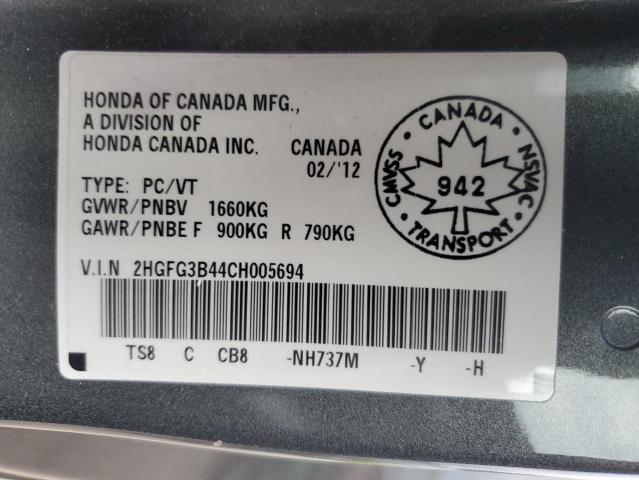 HONDA OF CANADA MFG.,
A DIVISION OF
HONDA CANADA INC. CANADA
02/'12
TYPE: PC/VT
GVWR/PNBV 1660KG
GAWR/PNBE F 900KG R 790KG
V.I.N 2HGFG3B44CH005694
TS8 C CB8 -NH737M -Y -H
CANADA
CMVSS 942 NSVAC
TRANSPORT